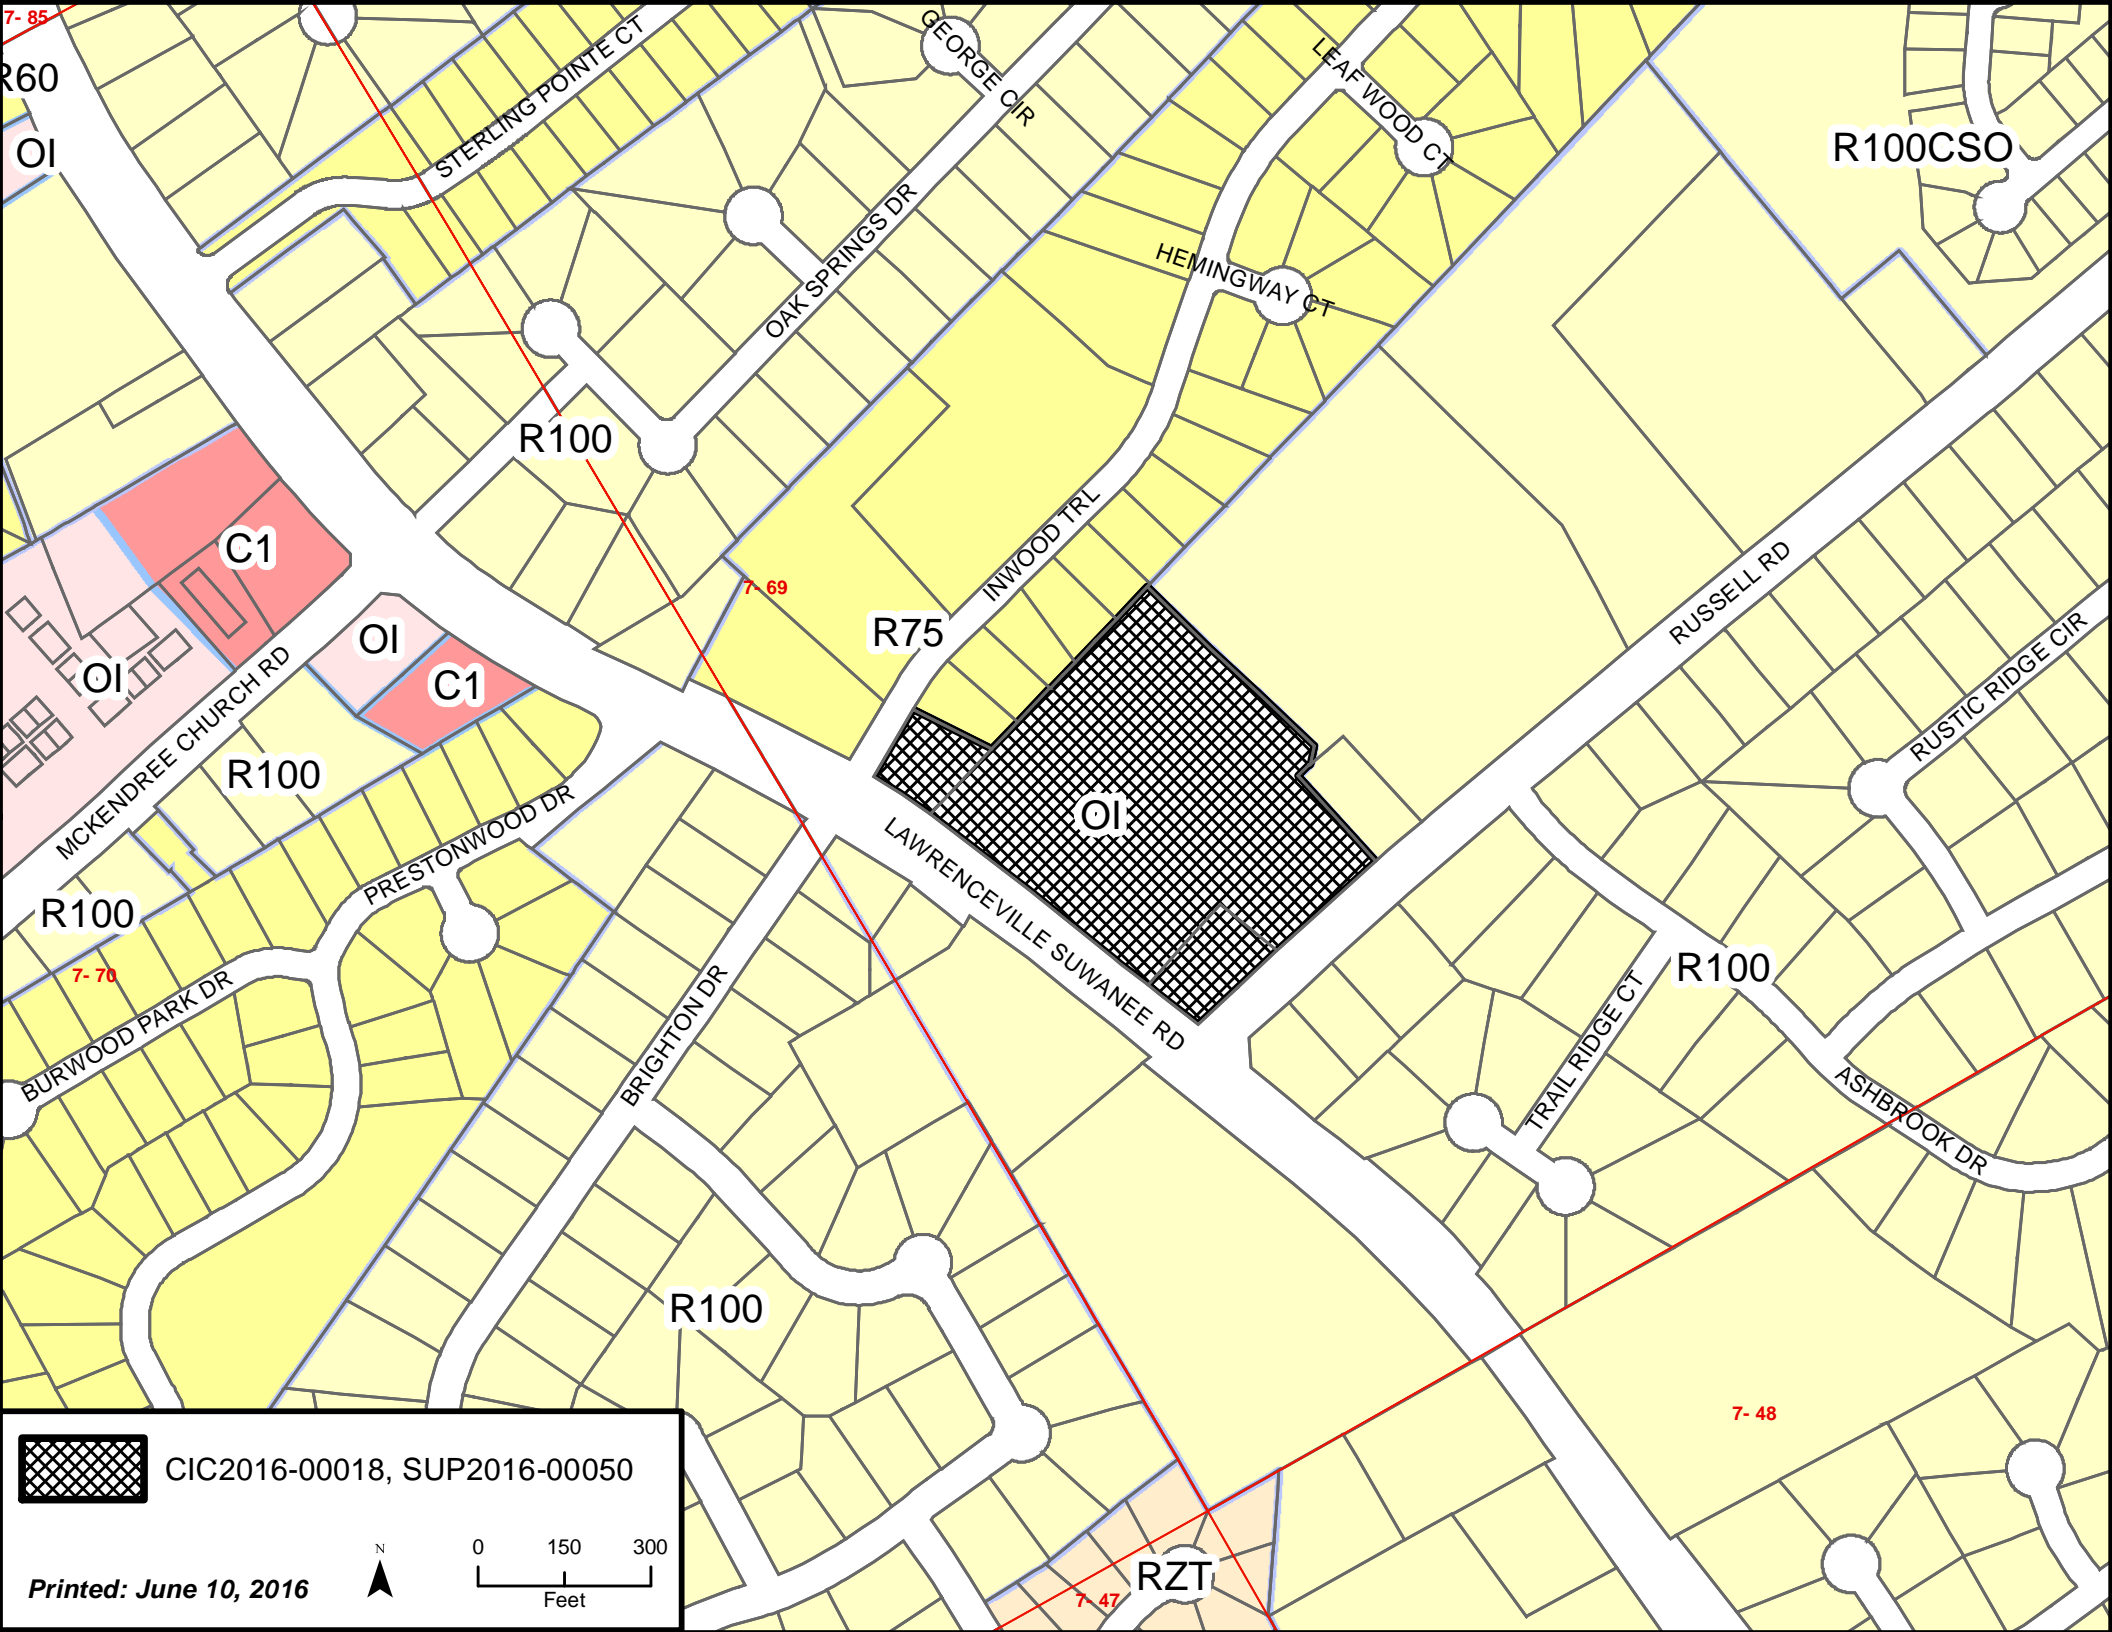 7- 85
R60
OI
STERLING POINTE CT
GEORGE CIR
LEAF WOOD CT
R100CSO
OAK SPRINGS DR
HEMINGWAY CT
R100
C1
INWOOD TRL
7- 69
R75
RUSSELL RD
RUSTIC RIDGE CIR
OI
OI
C1
MCKENDREE CHURCH RD
R100
PRESTONWOOD DR
OI
LAWRENCEVILLE SUWANEE RD
R100
7- 70
BURWOOD PARK DR
BRIGHTON DR
R100
TRAIL RIDGE CT
ASHBROOK DR
R100
7- 48
CIC2016-00018, SUP2016-00050
N
0 150 300
Feet
Printed: June 10, 2016
RZT
7- 47